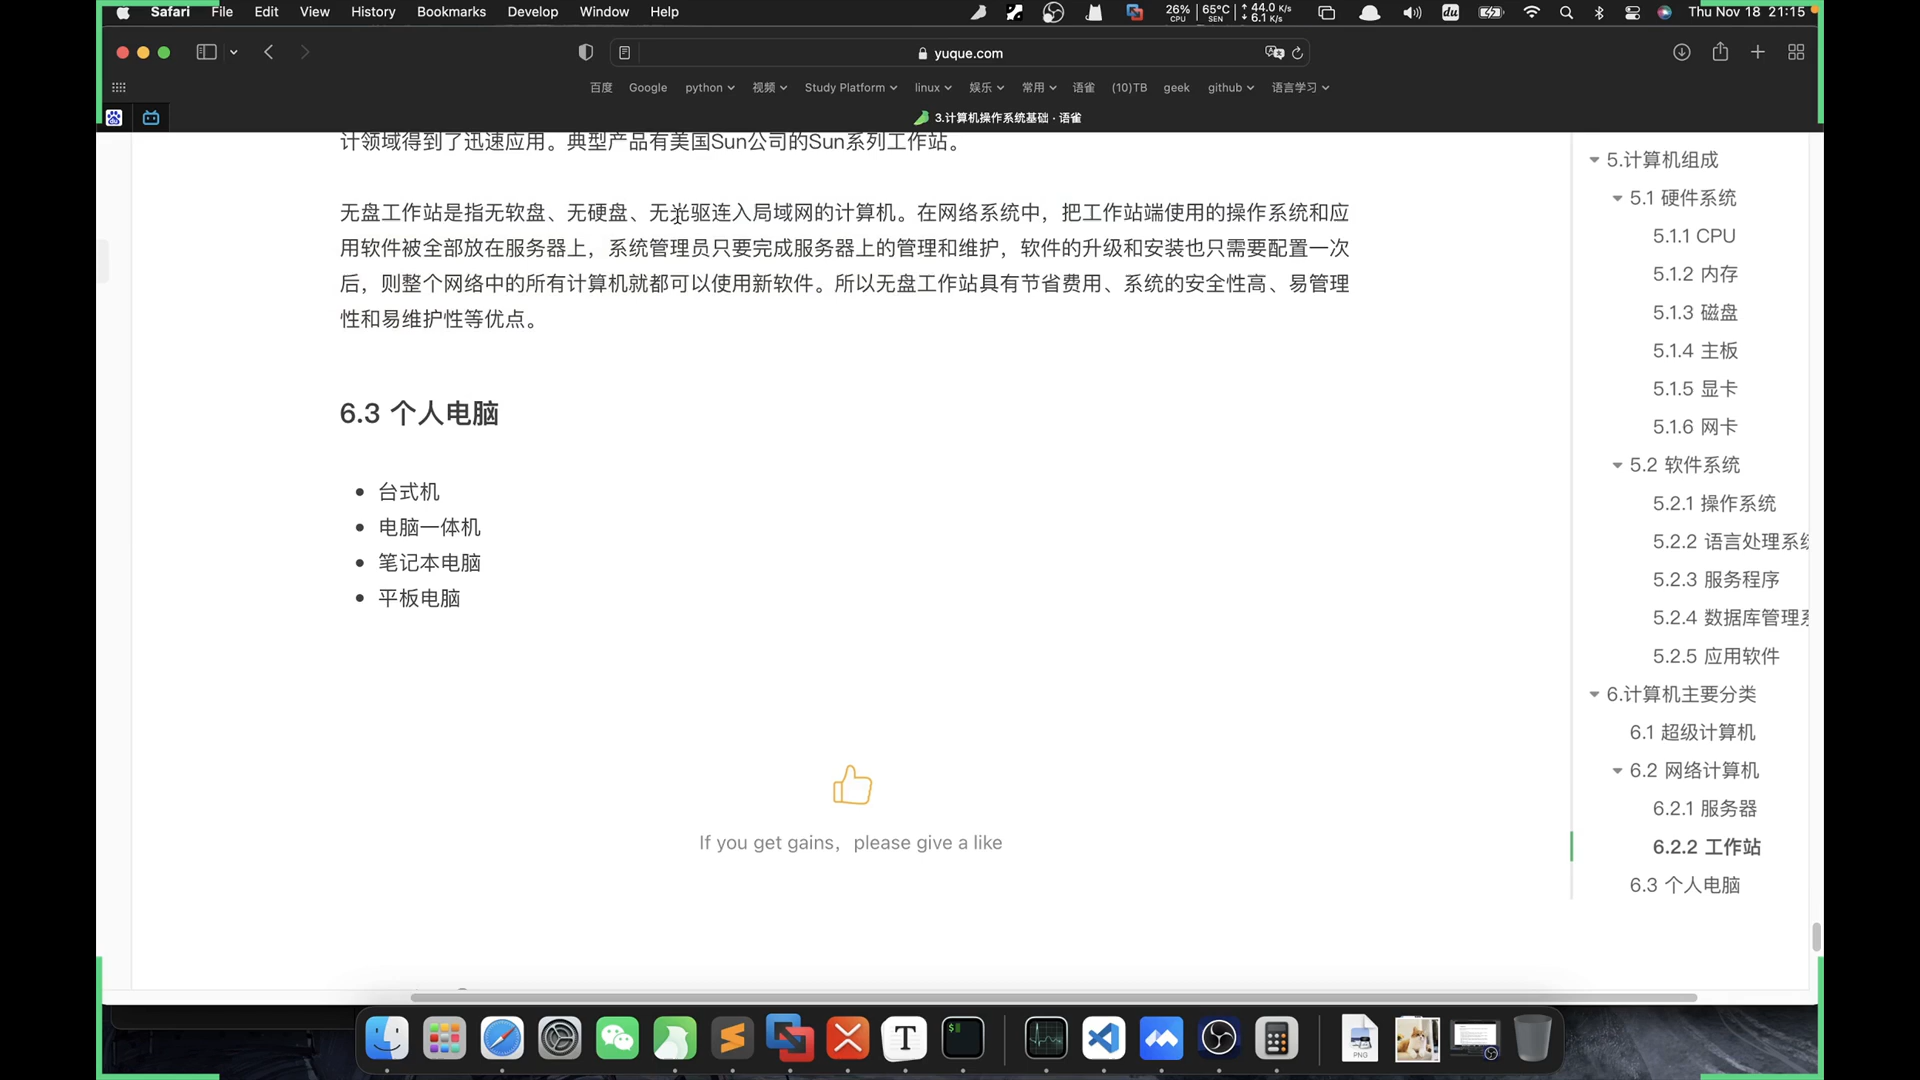 Safari File Edit View History Bookmarks Develop Window Help
26% CPU 65°C SEN 44.0 K/s 6.1 K/s
du
Thu Nov 18 21:15
yuque.com
百度 Google python 视频 Study Platform linux 娱乐 常用 语雀 (10)TB geek github 语言学习
3.计算机操作系统基础 · 语雀
计领域得到了迅速应用。典型产品有美国Sun公司的Sun系列工作站。
无盘工作站是指无软盘、无硬盘、无光驱连入局域网的计算机。在网络系统中，把工作站端使用的操作系统和应
用软件被全部放在服务器上，系统管理员只要完成服务器上的管理和维护，软件的升级和安装也只需要配置一次
后，则整个网络中的所有计算机就都可以使用新软件。所以无盘工作站具有节省费用、系统的安全性高、易管理
性和易维护性等优点。
6.3 个人电脑
台式机
电脑一体机
笔记本电脑
平板电脑
If you get gains，please give a like
5.计算机组成
5.1 硬件系统
5.1.1 CPU
5.1.2 内存
5.1.3 磁盘
5.1.4 主板
5.1.5 显卡
5.1.6 网卡
5.2 软件系统
5.2.1 操作系统
5.2.2 语言处理系统
5.2.3 服务程序
5.2.4 数据库管理系
5.2.5 应用软件
6.计算机主要分类
6.1 超级计算机
6.2 网络计算机
6.2.1 服务器
6.2.2 工作站
6.3 个人电脑
T
$
PNG